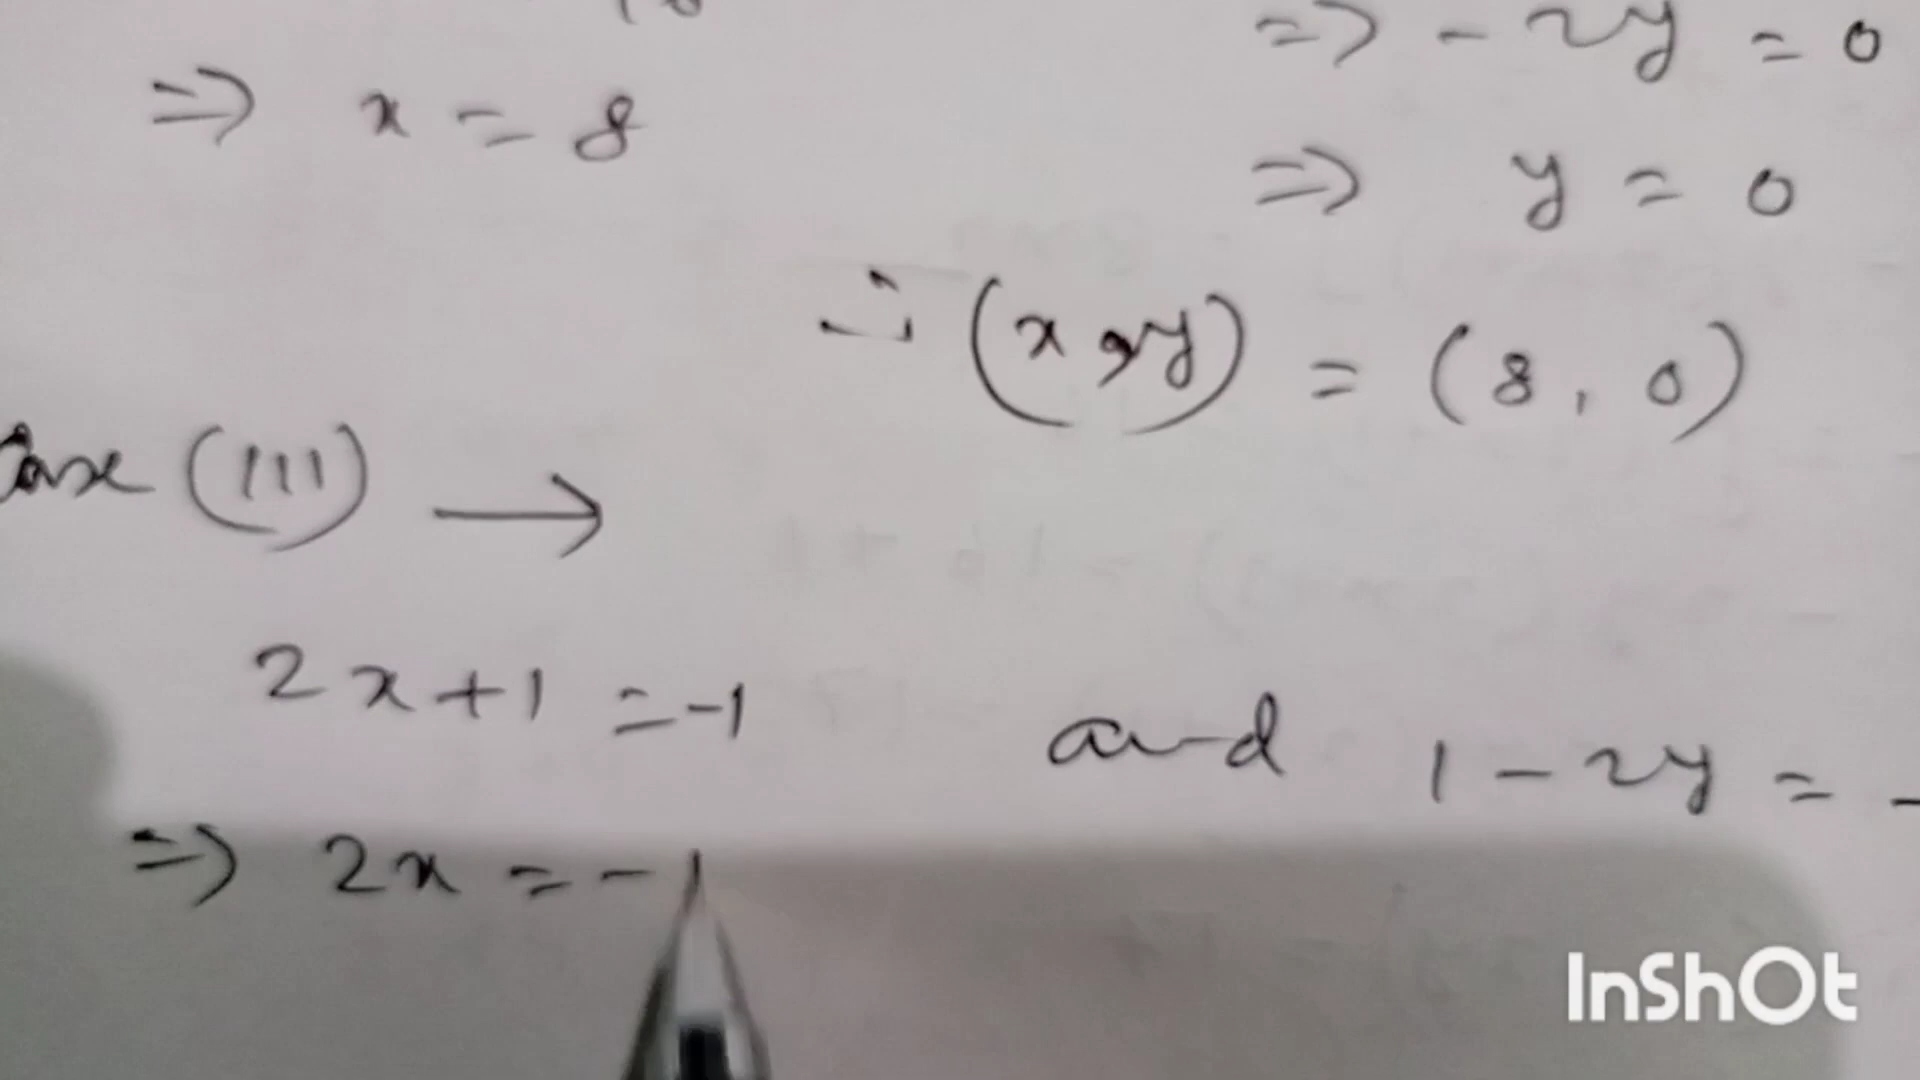 => -2y = 0
=> x = 8
=> y = 0
∴ (x,y) = (8, 0)
Case (III) →
2x+1 =-1 and 1-2y = -
=> 2x = -1
InShOt